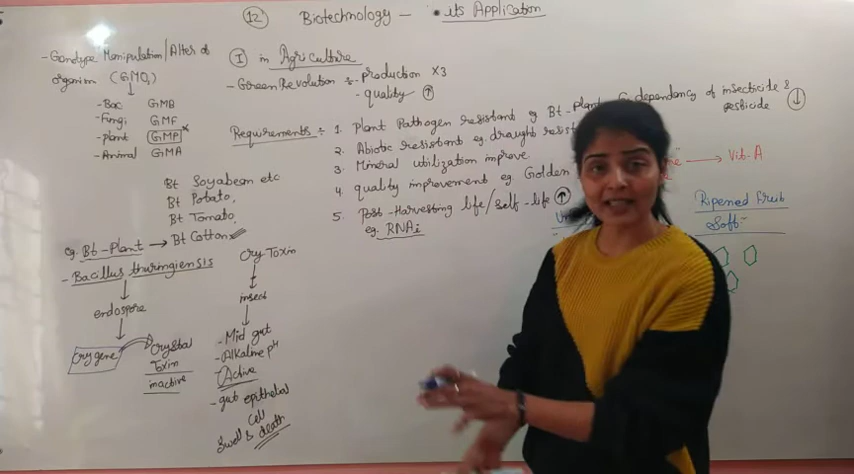 12 Biotechnology – its Application
- Genotype Manipulation / Alter of
organism (GMO)
- Bac GMB
- Fungi GMF
- plant GMP
- Animal GMA
Bt Soyabean etc
Bt Potato,
Bt Tomato,
eg. Bt-Plant → Bt Cotton
- Bacillus thuringiensis
endospore
Cry gene
Crystal
Toxin
inactive
Cry Toxin
insect
- Mid gut
- Alkaline pH
- Active
- gut epithelial
cell
Swell & death
I in Agriculture
- Green Revolution ÷ - production x3
- quality ↑
Requirements ÷ 1. Plant Pathogen resistant eg Bt-Plant dependency of insecticide &
pesticide ↓
2. Abiotic resistant eg. draught resist
3. Mineral utilization improve
4. quality improvement eg. Golden → Vit-A
5. Post-Harvesting life/Self-life ↑
eg. RNAi
Ripened fruit
Soft